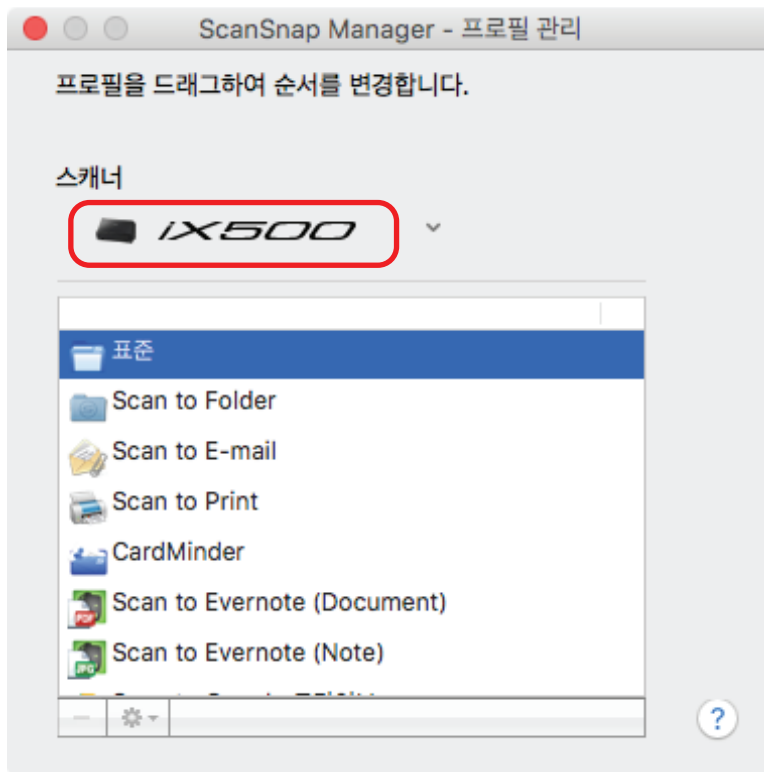 ScanSnap Manager - 프로필 관리
프로필을 드래그하여 순서를 변경합니다.
스캐너
iX500
표준
Scan to Folder
Scan to E-mail
Scan to Print
CardMinder
Scan to Evernote (Document)
PDF
Scan to Evernote (Note)
JPG
?